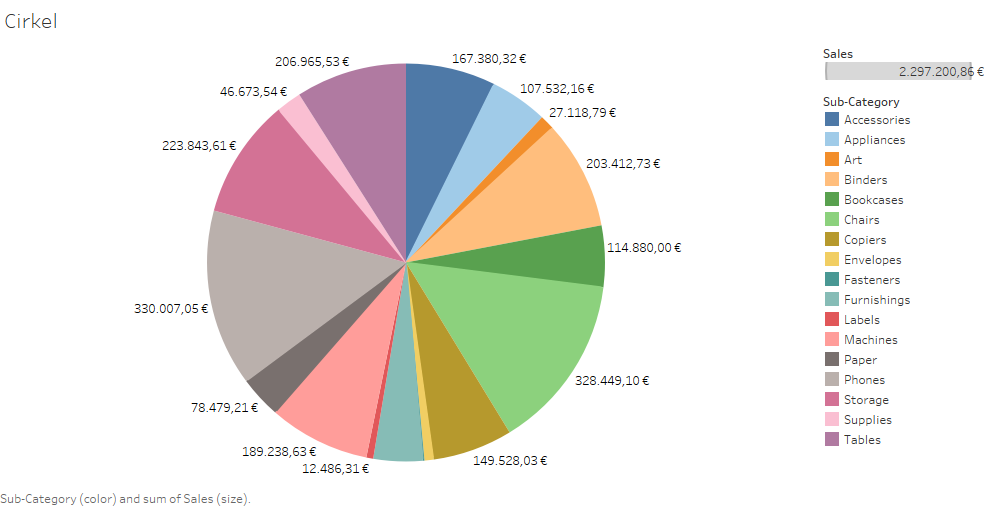 Cirkel
206.965,53 €
167.380,32 €
46.673,54 €
107.532,16 €
27.118,79 €
223.843,61 €
203.412,73 €
114.880,00 €
330.007,05 €
328.449,10 €
78.479,21 €
189.238,63 €
149.528,03 €
12.486,31 €
Sales
2.297.200,86 €
Sub-Category
Accessories
Appliances
Art
Binders
Bookcases
Chairs
Copiers
Envelopes
Fasteners
Furnishings
Labels
Machines
Paper
Phones
Storage
Supplies
Tables
Sub-Category (color) and sum of Sales (size).